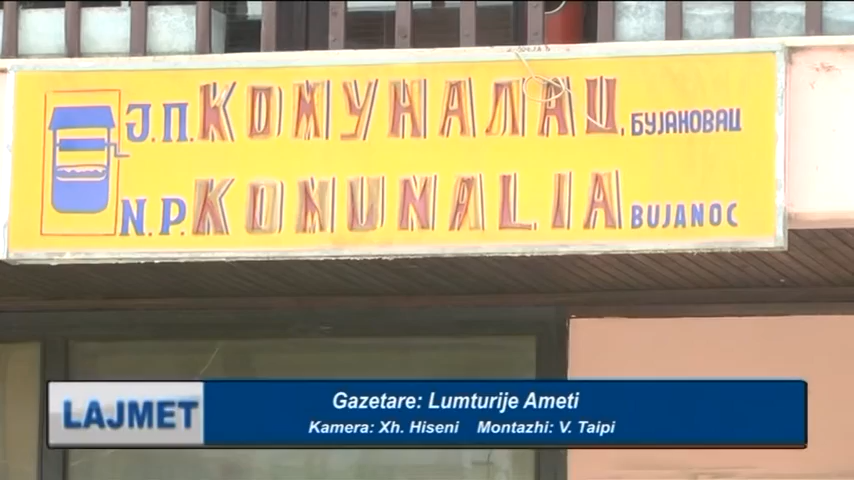 Ј.П. КОМУНАЛАЦ, БУЈАНОВАЦ
N.P. KOMUNALIA BUJANOC
LAJMET
Gazetare: Lumturije Ameti
Kamera: Xh. Hiseni Montazhi: V. Taipi